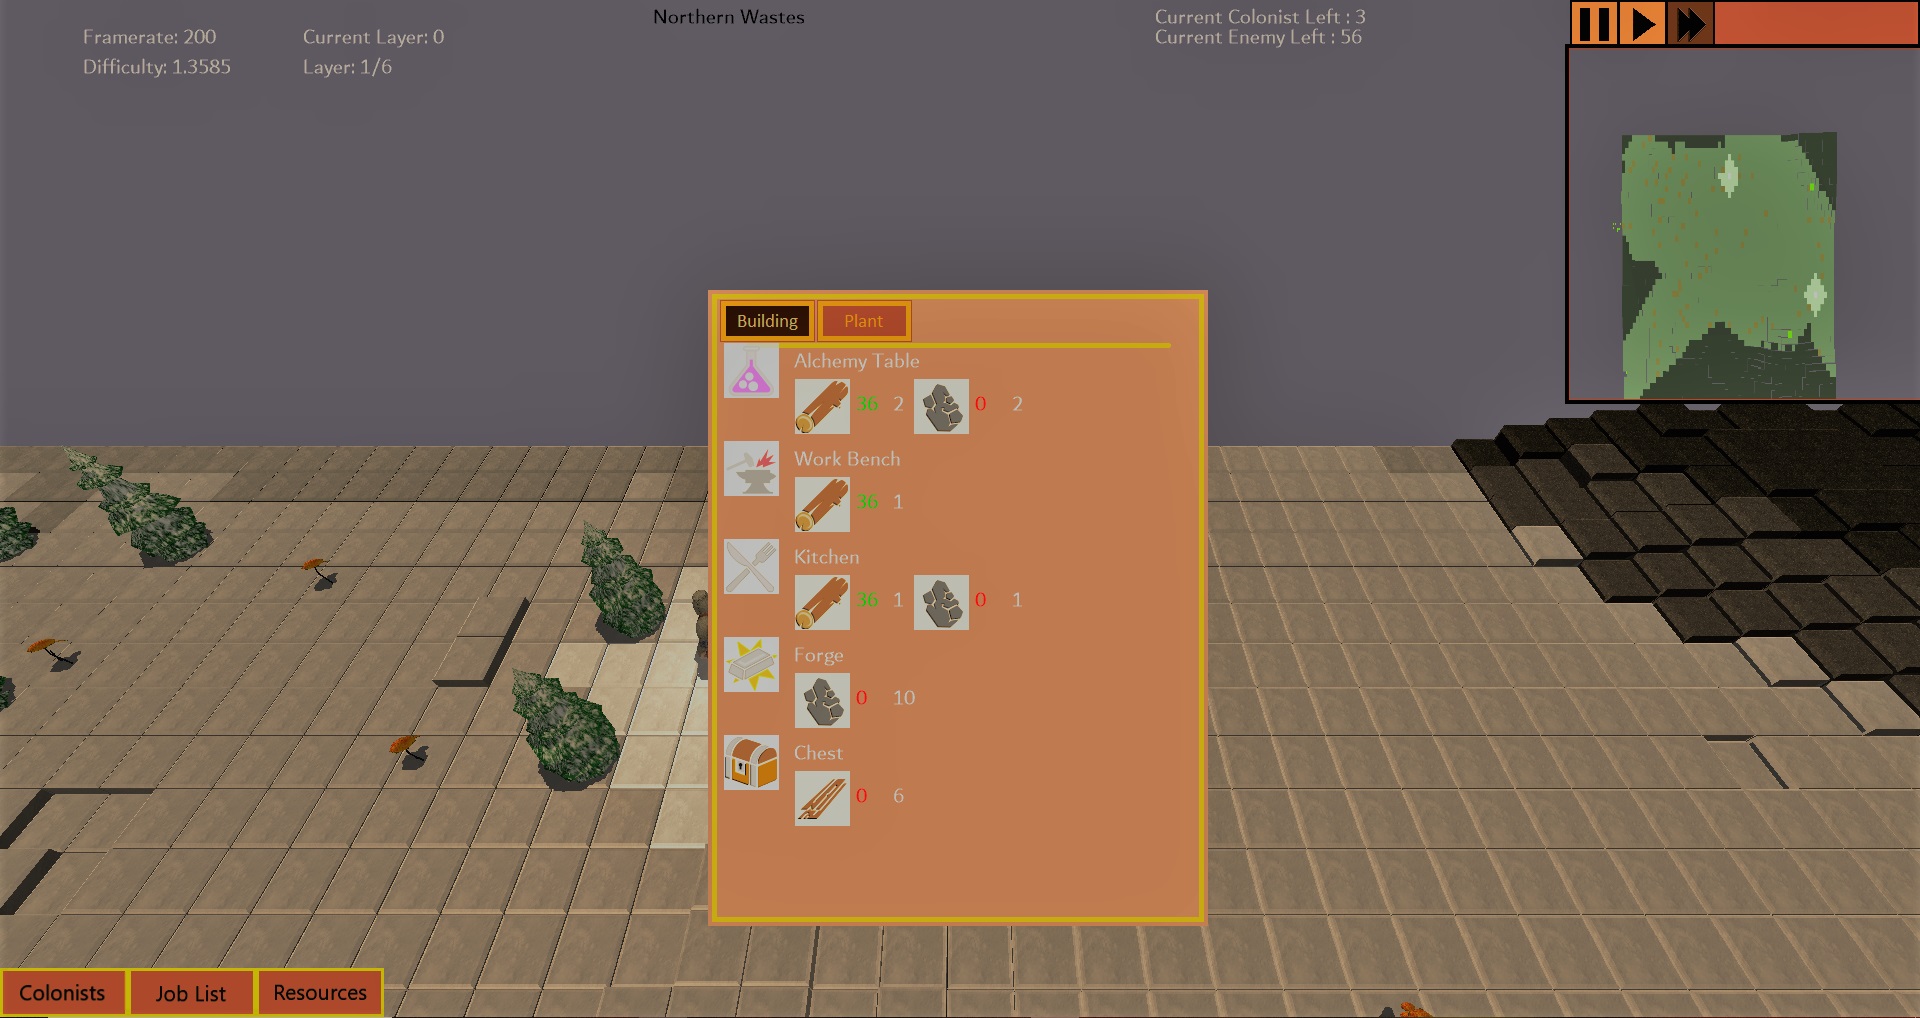 Northern Wastes
Framerate: 200
Current Layer: 0
Difficulty: 1.3585
Layer: 1/6
Current Colonist Left : 3
Current Enemy Left : 56
Building
Plant
Alchemy Table
36 2 0 2
Work Bench
36 1
Kitchen
36 1 0 1
Forge
0 10
Chest
0 6
Colonists
Job List
Resources